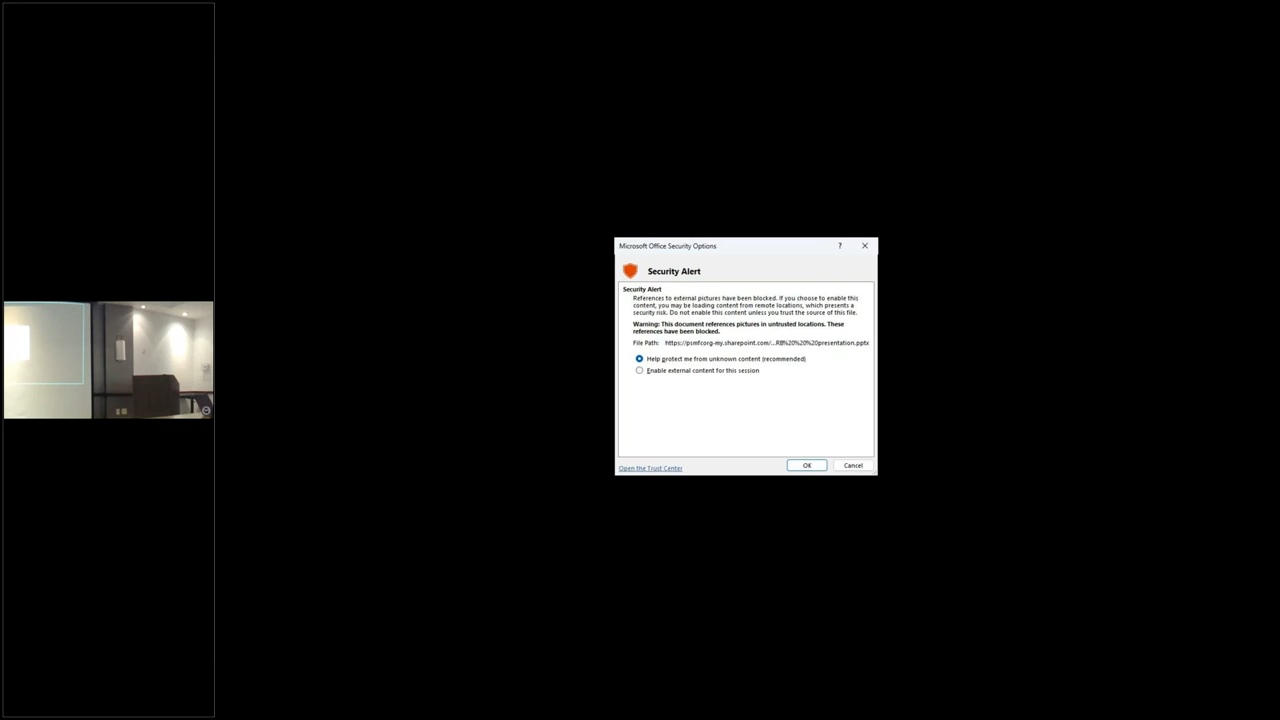 Microsoft Office Security Options
?
Security Alert
Security Alert
References to external pictures have been blocked. If you choose to enable this
content, you may be loading content from remote locations, which presents a
security risk. Do not enable this content unless you trust the source of this file.
Warning: This document references pictures in untrusted locations. These
references have been blocked.
File Path: https://psmfcorg-my.sharepoint.com/...RB%20%20%20presentation.pptx
Help protect me from unknown content (recommended)
Enable external content for this session
Open the Trust Center
OK
Cancel